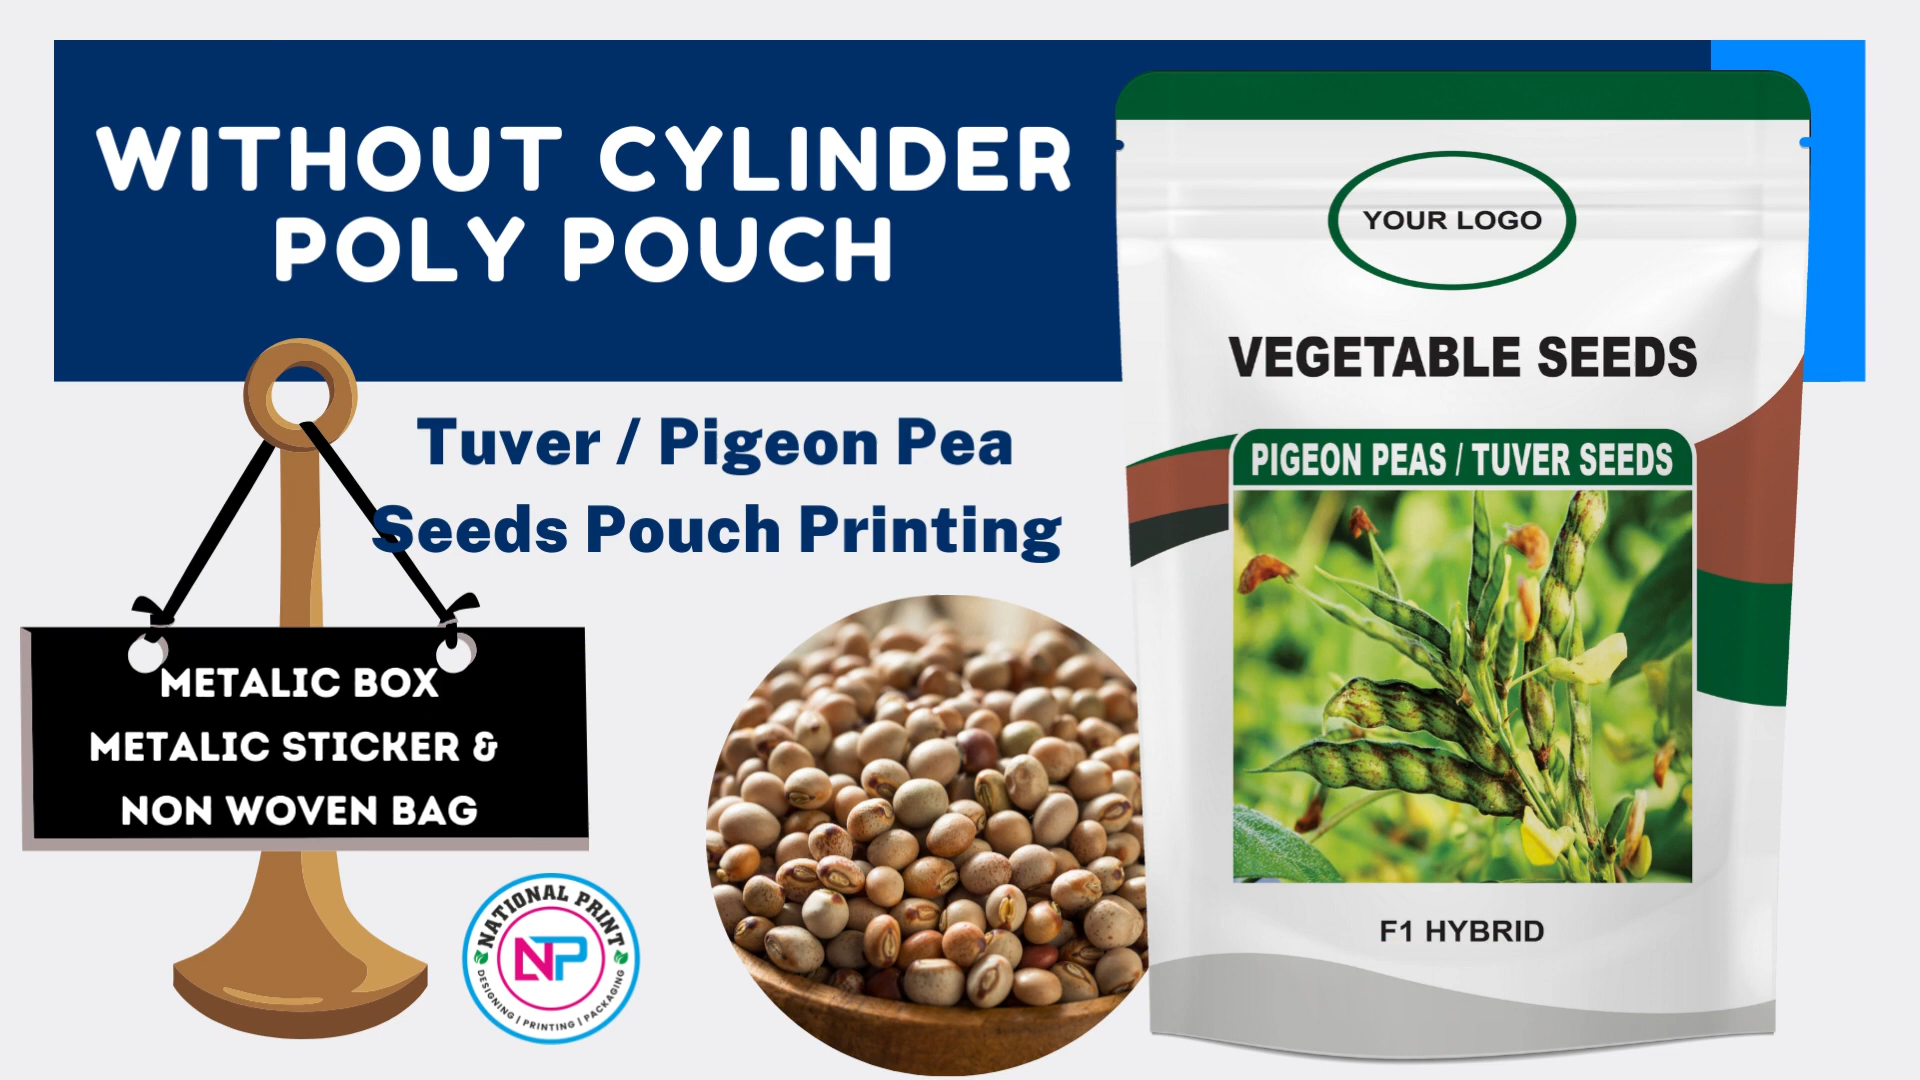 WITHOUT CYLINDER
POLY POUCH
Tuver / Pigeon Pea
Seeds Pouch Printing
METALIC BOX
METALIC STICKER &
NON WOVEN BAG
NATIONAL PRINT
NP
DESIGNING | PRINTING | PACKAGING
YOUR LOGO
VEGETABLE SEEDS
PIGEON PEAS / TUVER SEEDS
F1 HYBRID